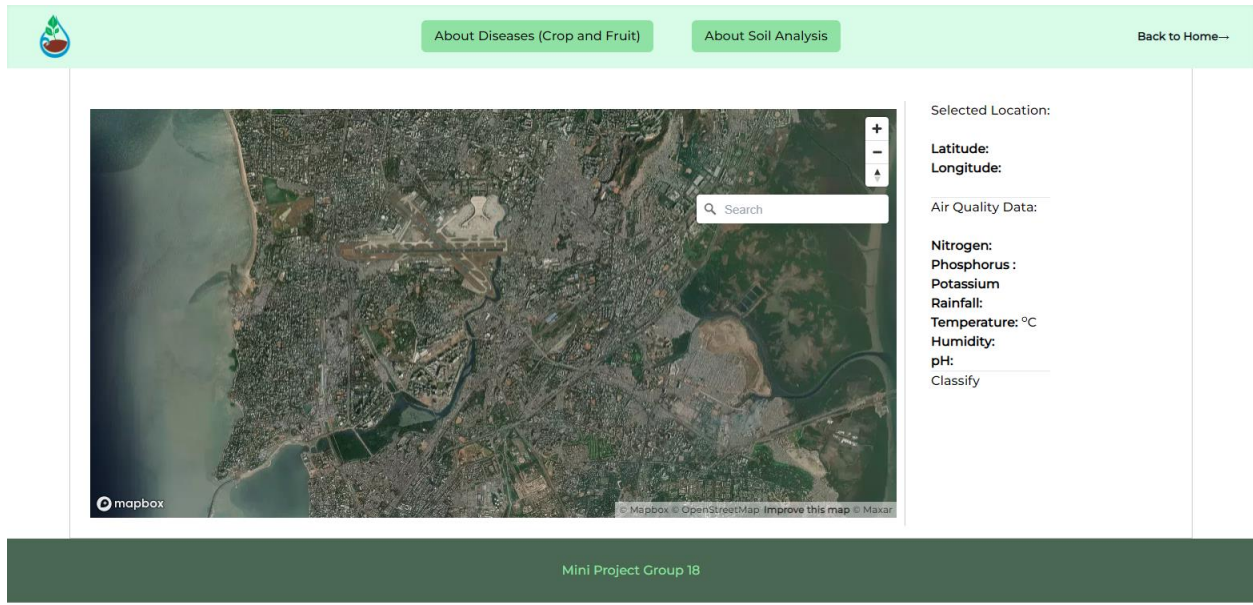 About Diseases (Crop and Fruit)
About Soil Analysis
Back to Home→
Search
mapbox
© Mapbox © OpenStreetMap Improve this map © Maxar
Selected Location:
Latitude:
Longitude:
Air Quality Data:
Nitrogen:
Phosphorus :
Potassium
Rainfall:
Temperature: °C
Humidity:
pH:
Classify
Mini Project Group 18